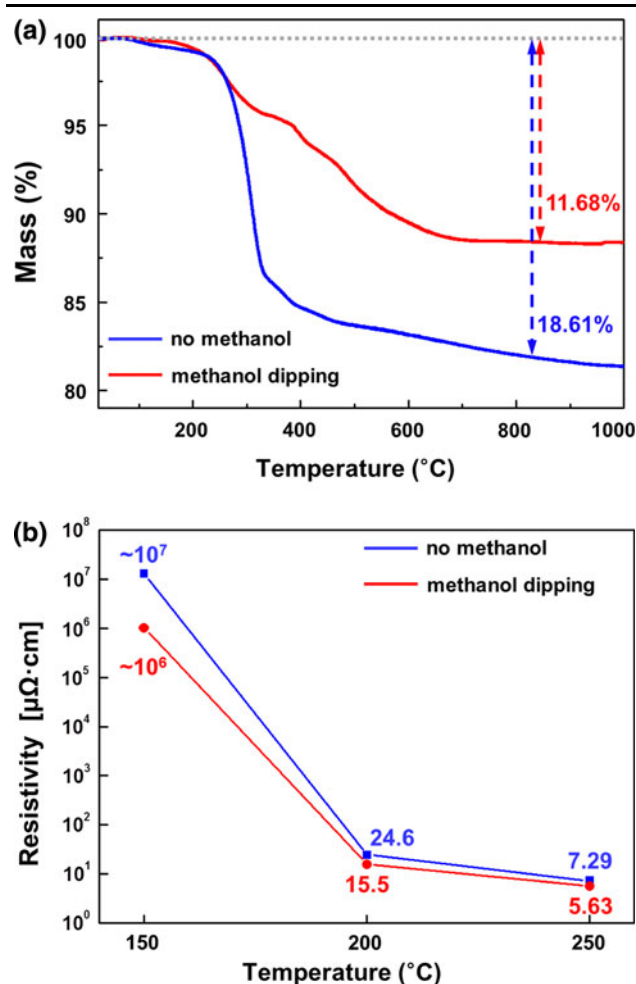 (a)
100
95
90
85
80
Mass (%)
11.68%
18.61%
no methanol
methanol dipping
200 400 600 800 1000
Temperature (°C)
(b)
10⁸
10⁷
10⁶
10⁵
10⁴
10³
10²
10¹
10⁰
Resistivity [μΩ·cm]
no methanol
methanol dipping
~10⁷
~10⁶
24.6
15.5
7.29
5.63
150 200 250
Temperature (°C)